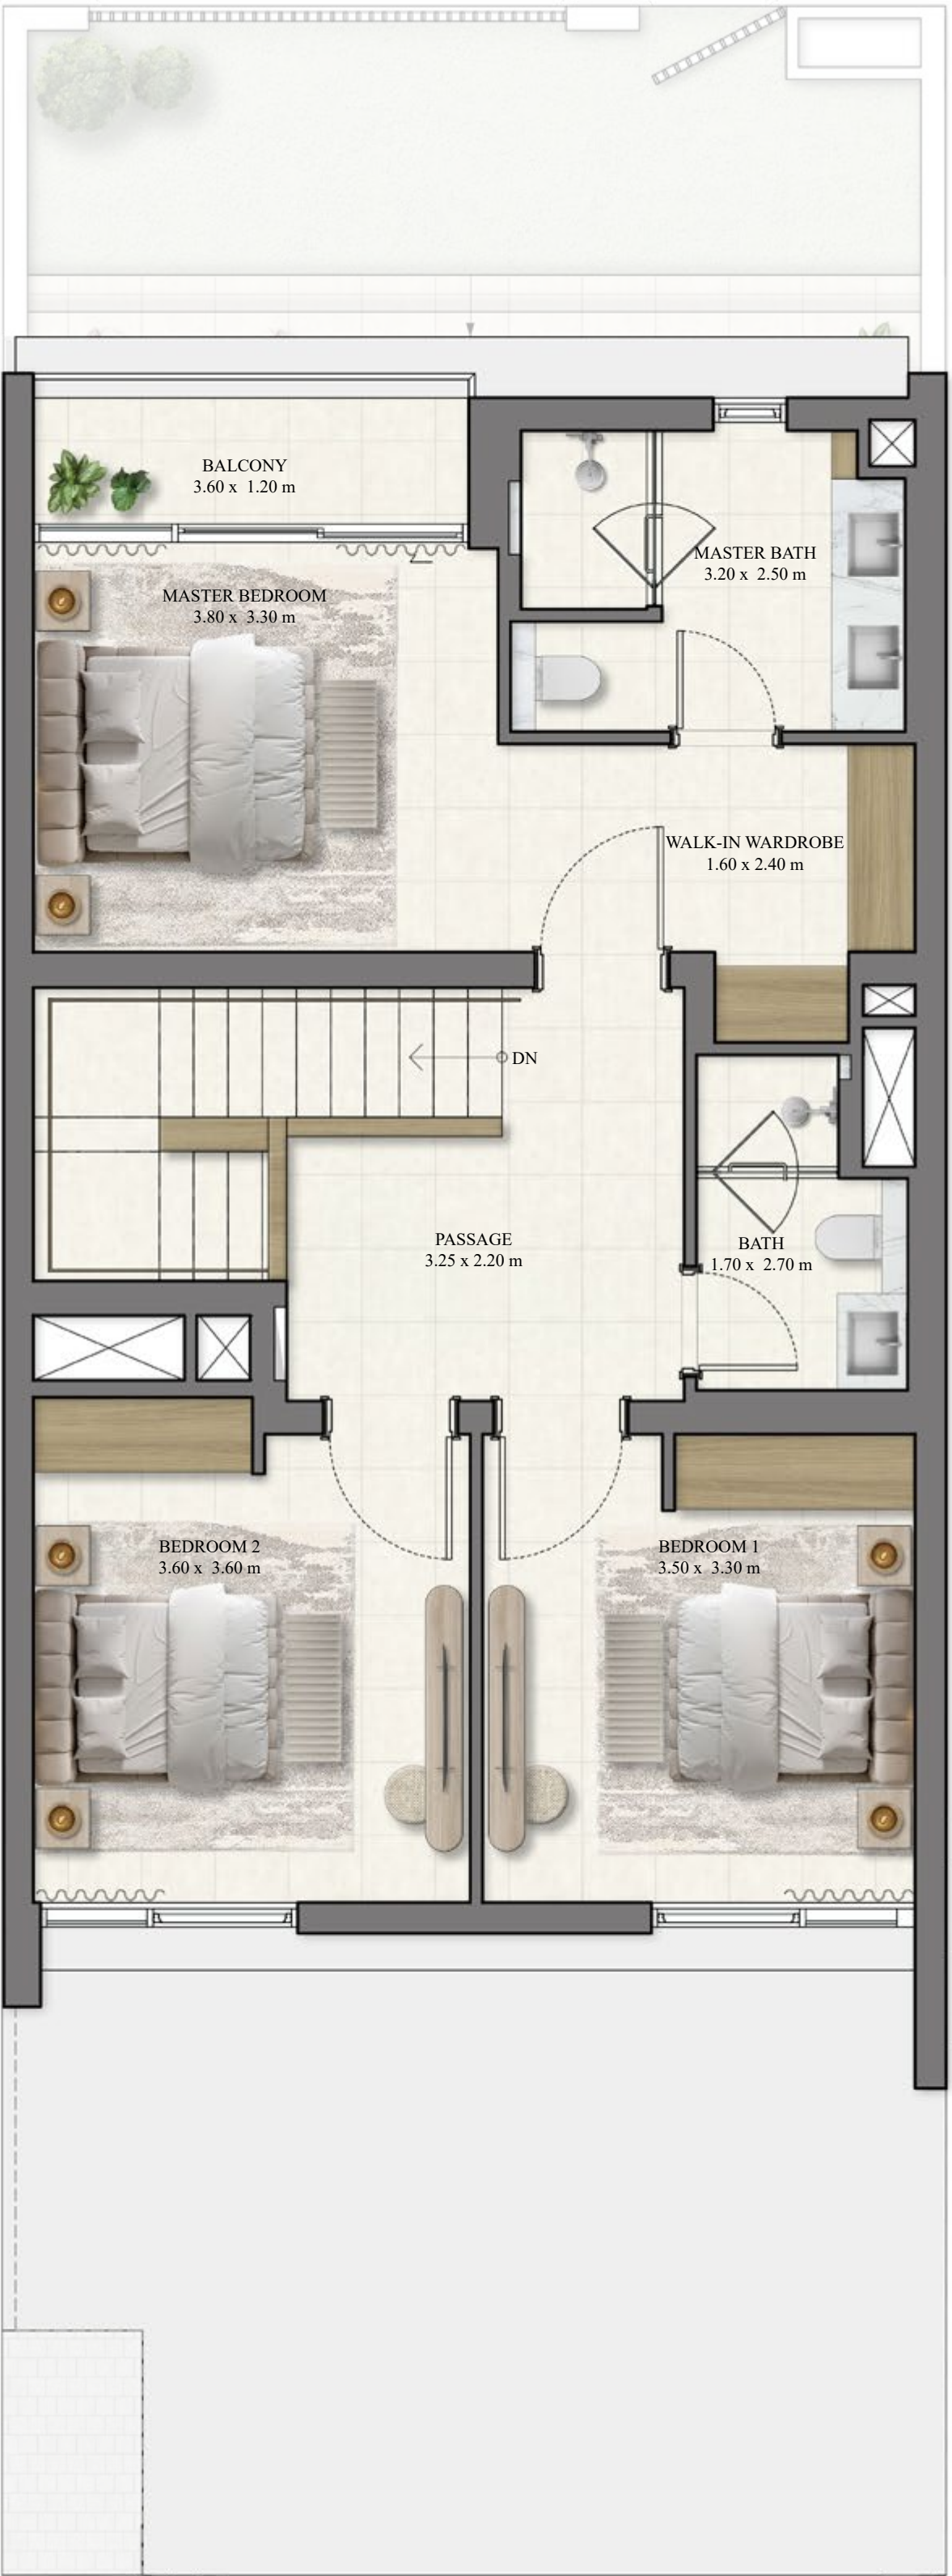 BALCONY
3.60 x 1.20 m
MASTER BATH
3.20 x 2.50 m
MASTER BEDROOM
3.80 x 3.30 m
WALK-IN WARDROBE
1.60 x 2.40 m
DN
PASSAGE
3.25 x 2.20 m
BATH
1.70 x 2.70 m
BEDROOM 2
3.60 x 3.60 m
BEDROOM 1
3.50 x 3.30 m